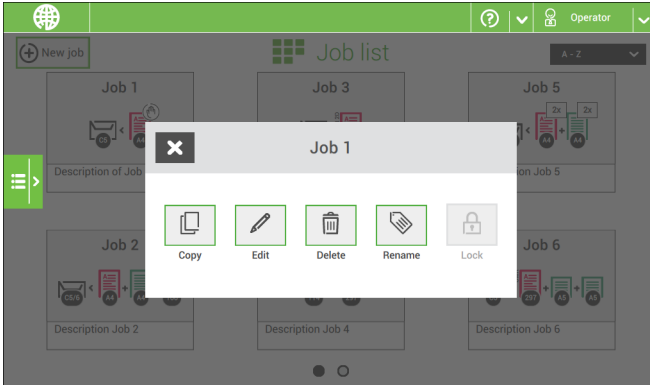 Operator
New job
Job list
A - Z
Job 1
Job 3
Job 5
2x
2x
C5
A4
A4
A4
Description of Job
ion Job 5
Job 1
Copy
Edit
Delete
Rename
Lock
Job 2
Job 6
C5/6
A4
297
A5
A5
Description Job 2
Description Job 4
Description Job 6